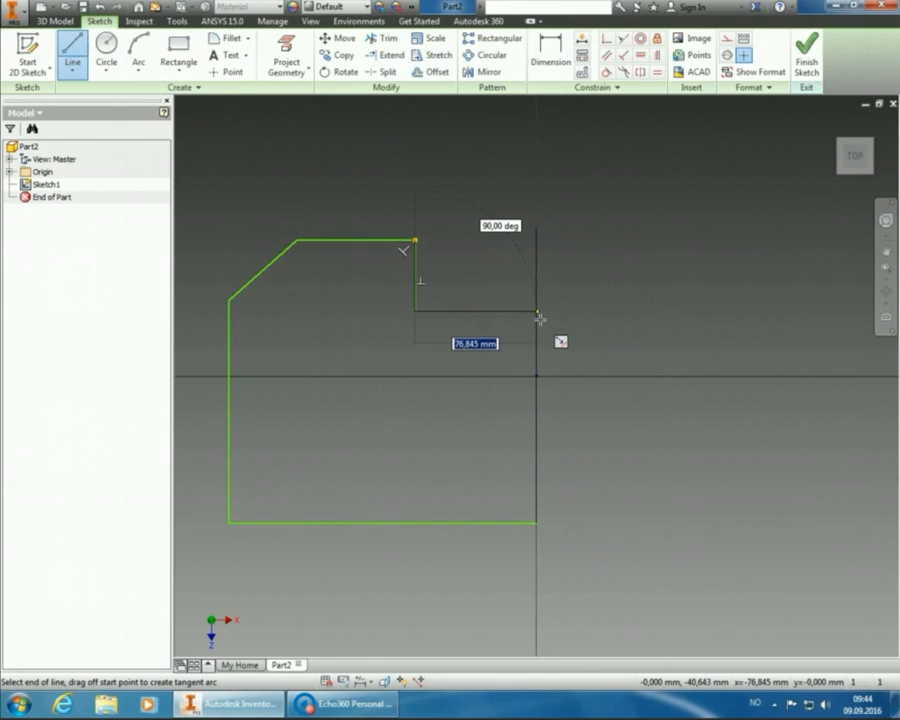 Material
Default
Part2
Sign In
PRO
3D Model
Sketch
Inspect
Tools
ANSYS 15.0
Manage
View
Environments
Get Started
Autodesk 360
Start
2D Sketch
Line
Circle
Arc
Rectangle
Fillet
Text
Point
Project
Geometry
Move
Copy
Rotate
Trim
Extend
Split
Scale
Stretch
Offset
Rectangular
Circular
Mirror
Dimension
Image
Points
ACAD
Show Format
Finish
Sketch
Sketch
Create
Modify
Pattern
Constrain
Insert
Format
Exit
Model
Part2
View: Master
Origin
Sketch1
End of Part
TOP
90,00 deg
76,845 mm
X
Z
My Home
Part2
Select end of line, drag off start point to create tangent arc
-0,000 mm, -40,643 mm x=-76,845 mm y=-0,000 mm 1 1
Autodesk Invento...
Echo360 Personal ...
NO
09:44
09.09.2016